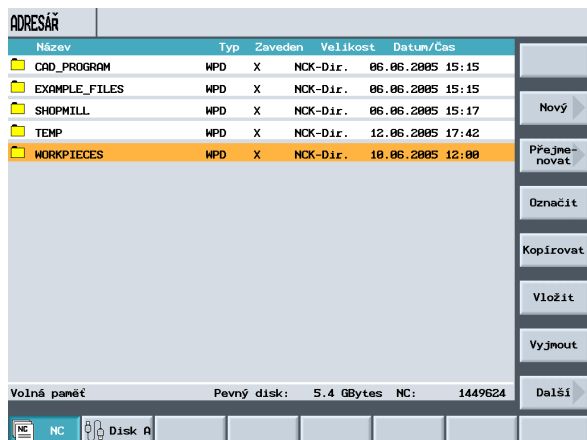 ADRESÁŘ
Název Typ Zaveden Velikost Datum/Čas
CAD_PROGRAM WPD X NCK-Dir. 06.06.2005 15:15
EXAMPLE_FILES WPD X NCK-Dir. 06.06.2005 15:15
SHOPMILL WPD X NCK-Dir. 06.06.2005 15:17
TEMP WPD X NCK-Dir. 12.06.2005 17:42
WORKPIECES WPD X NCK-Dir. 10.06.2005 12:00
Nový
Přejme-
novat
Označit
Kopírovat
Vložit
Vyjmout
Další
Volná paměť Pevný disk: 5.4 GBytes NC: 1449624
NC NC Disk A